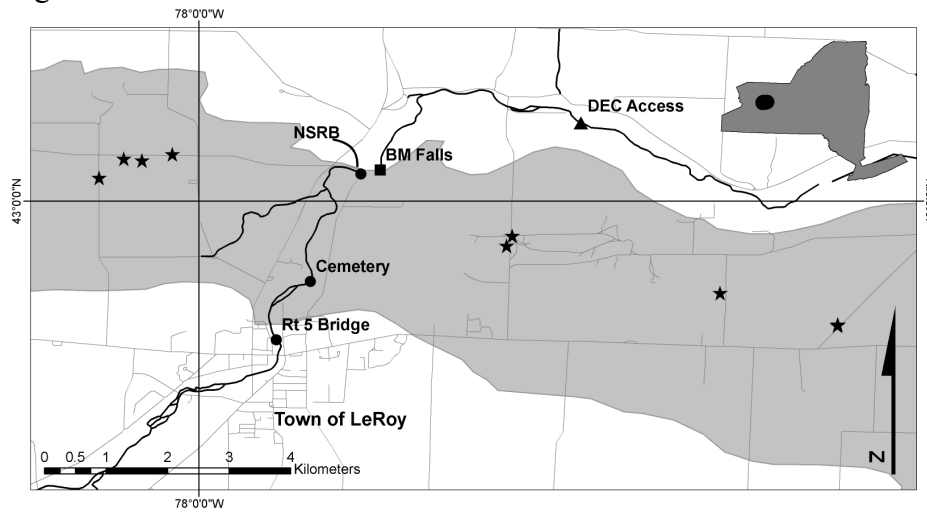 78°0'0"W
DEC Access
NSRB
BM Falls
43°0'0"N
Cemetery
Rt 5 Bridge
Town of LeRoy
0 0.5 1 2 3 4
Kilometers
N
78°0'0"W